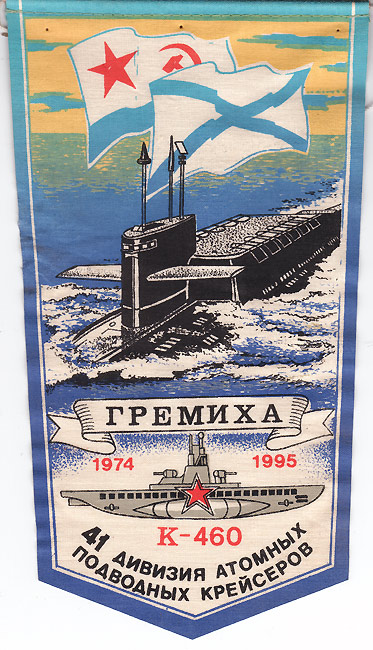 ГРЕМИХА
1974 1995
К-460
41 ДИВИЗИЯ АТОМНЫХ
ПОДВОДНЫХ КРЕЙСЕРОВ